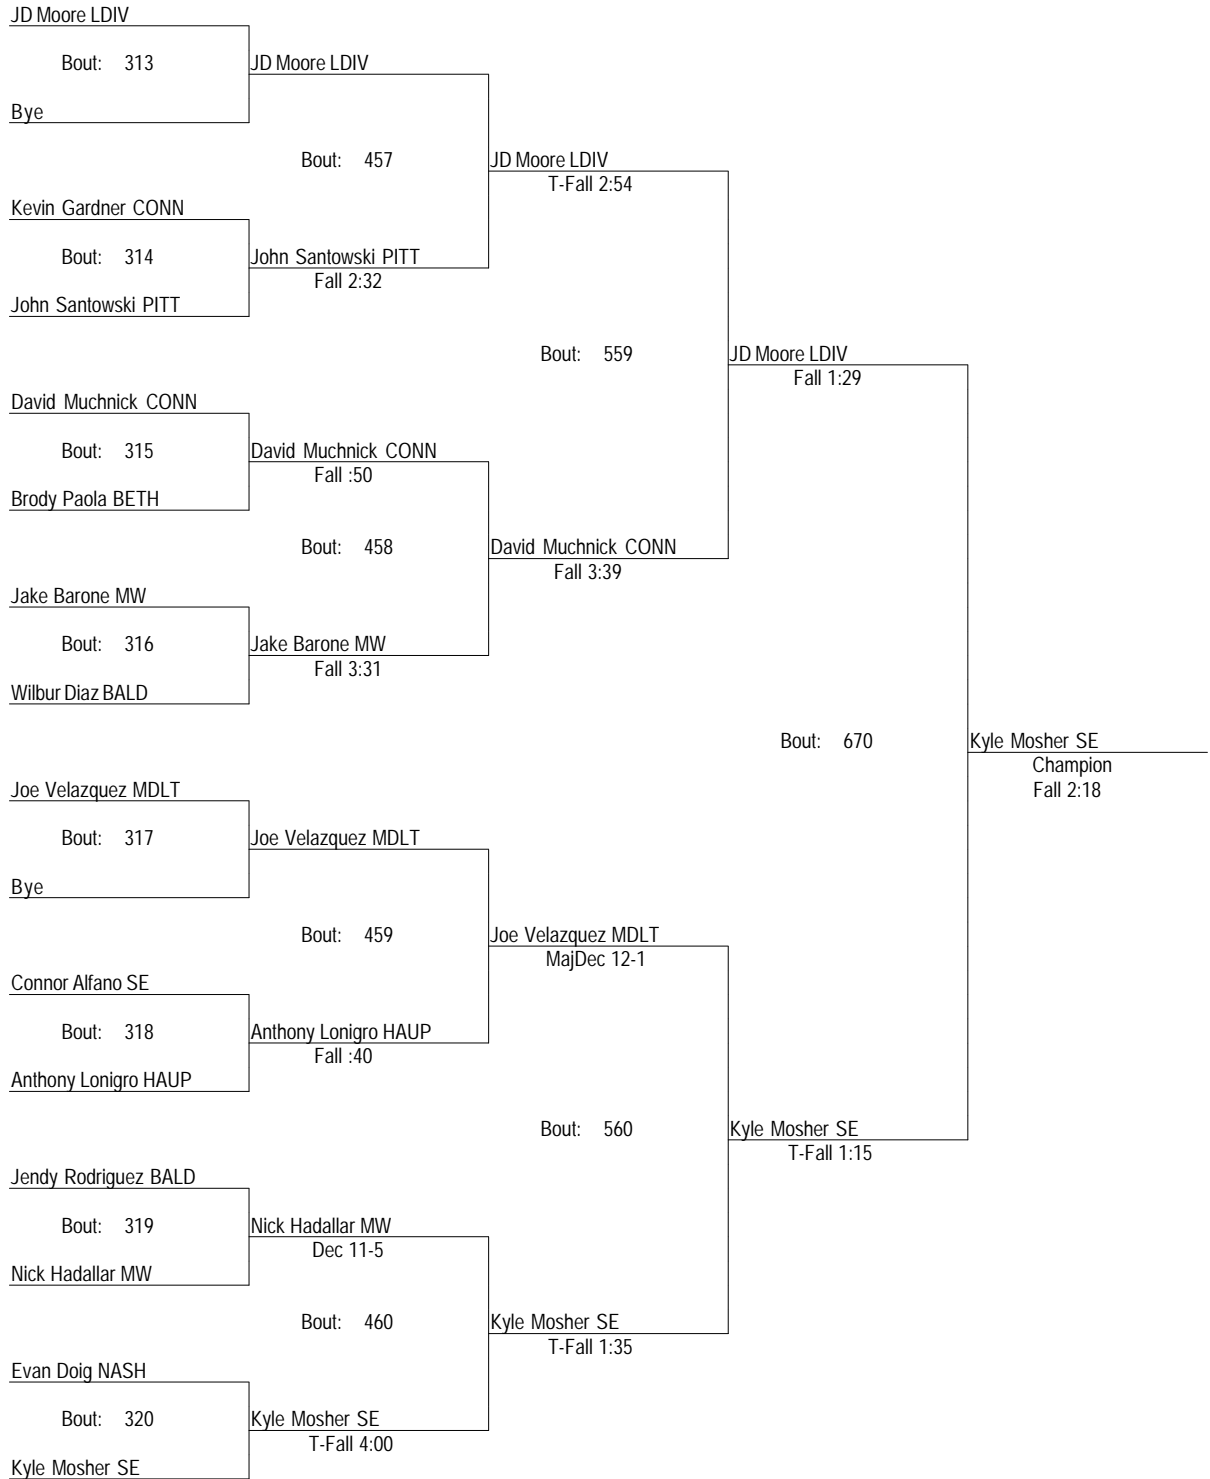 JD Moore LDIV
Bout: 313
JD Moore LDIV
Bye
Bout: 457
JD Moore LDIV
T-Fall 2:54
Kevin Gardner CONN
Bout: 314
John Santowski PITT
Fall 2:32
John Santowski PITT
Bout: 559
JD Moore LDIV
Fall 1:29
David Muchnick CONN
Bout: 315
David Muchnick CONN
Fall :50
Brody Paola BETH
Bout: 458
David Muchnick CONN
Fall 3:39
Jake Barone MW
Bout: 316
Jake Barone MW
Fall 3:31
Wilbur Diaz BALD
Bout: 670
Kyle Mosher SE
Champion
Fall 2:18
Joe Velazquez MDLT
Bout: 317
Joe Velazquez MDLT
Bye
Bout: 459
Joe Velazquez MDLT
MajDec 12-1
Connor Alfano SE
Bout: 318
Anthony Lonigro HAUP
Fall :40
Anthony Lonigro HAUP
Bout: 560
Kyle Mosher SE
T-Fall 1:15
Jendy Rodriguez BALD
Bout: 319
Nick Hadallar MW
Dec 11-5
Nick Hadallar MW
Bout: 460
Kyle Mosher SE
T-Fall 1:35
Evan Doig NASH
Bout: 320
Kyle Mosher SE
T-Fall 4:00
Kyle Mosher SE